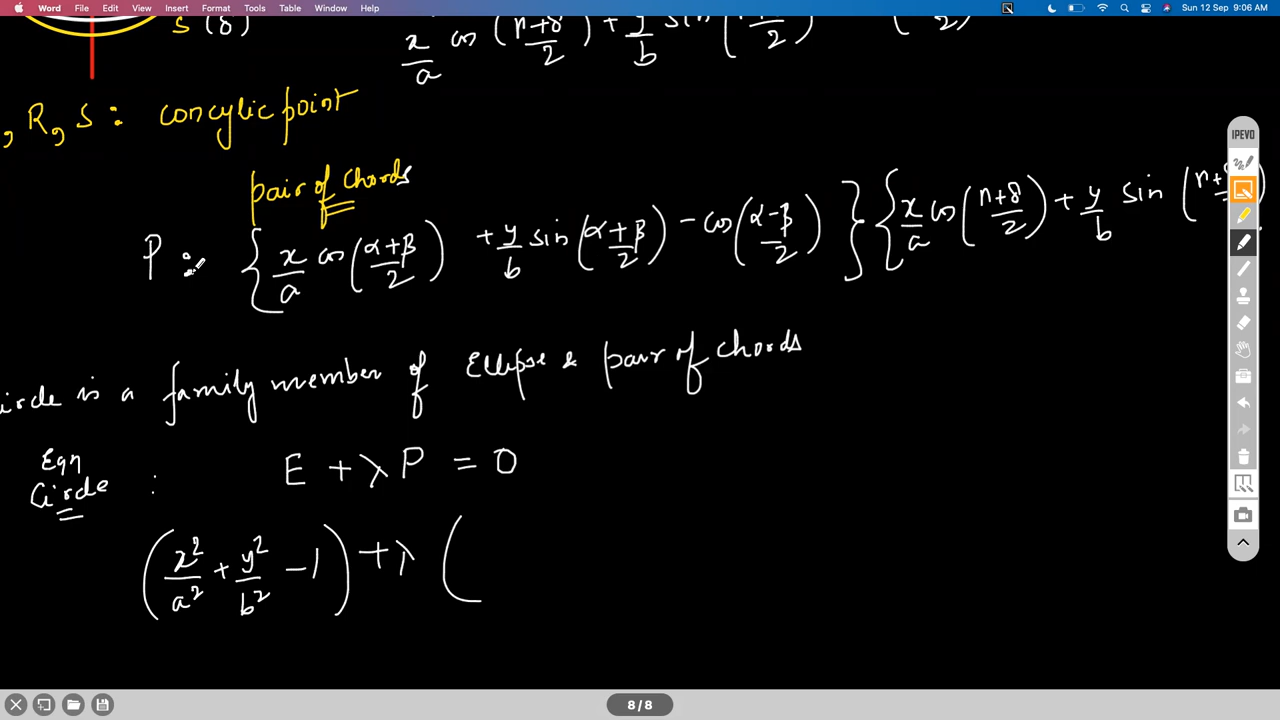 Word File Edit View Insert Format Tools Table Window Help Sun 12 Sep 9:06 AM
S (δ)
x/a cos (η+δ/2) + y/b sin
, R, S : concylic point
pair of chords
P : { x/a cos (α+β/2) + y/b sin (α+β/2) - cos (α-β/2) } { x/a cos (η+δ/2) + y/b sin (η+δ
ircle is a family member of Ellipse & pair of chords
Eqn
Circle : E + λP = 0
(x²/a² + y²/b² - 1) + λ (
IPEVO
8/8